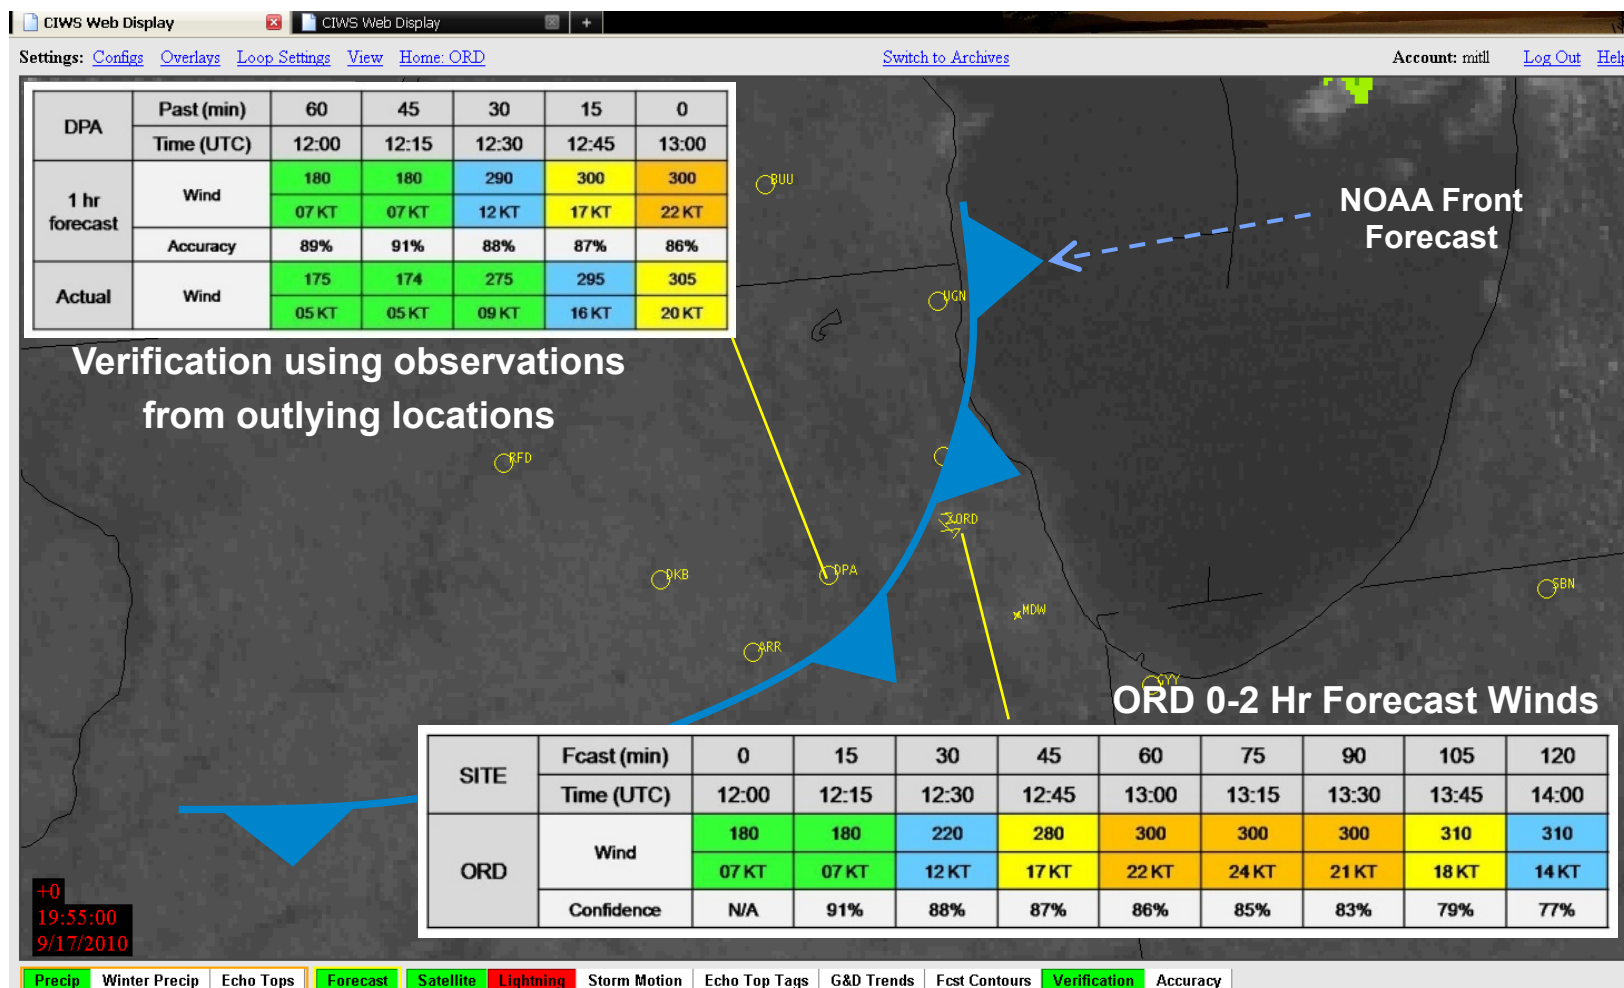 CIWS Web Display CIWS Web Display +
Settings: Configs Overlays Loop Settings View Home: ORD Switch to Archives Account: mitll Log Out Help
DPA Past (min) 60 45 30 15 0
Time (UTC) 12:00 12:15 12:30 12:45 13:00
1 hr forecast Wind 180 180 290 300 300
07 KT 07 KT 12 KT 17 KT 22 KT
Accuracy 89% 91% 88% 87% 86%
Actual Wind 175 174 275 295 305
05 KT 05 KT 09 KT 16 KT 20 KT
BUU
NOAA Front
Forecast
UGN
Verification using observations
from outlying locations
RFD
ORD
DKB
DPA
SBN
MDW
ARR
GYY
ORD 0-2 Hr Forecast Winds
SITE Fcast (min) 0 15 30 45 60 75 90 105 120
Time (UTC) 12:00 12:15 12:30 12:45 13:00 13:15 13:30 13:45 14:00
ORD Wind 180 180 220 280 300 300 300 310 310
07 KT 07 KT 12 KT 17 KT 22 KT 24 KT 21 KT 18 KT 14 KT
Confidence N/A 91% 88% 87% 86% 85% 83% 79% 77%
+0
19:55:00
9/17/2010
Precip Winter Precip Echo Tops Forecast Satellite Lightning Storm Motion Echo Top Tags G&D Trends Fcst Contours Verification Accuracy